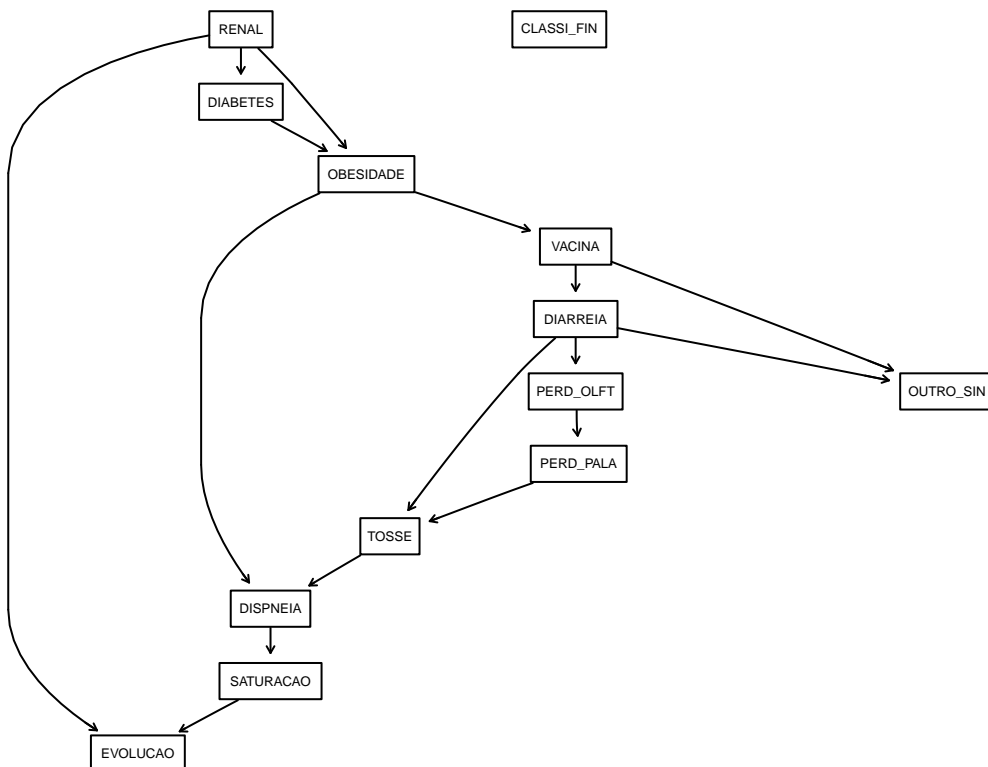 RENAL
CLASSI_FIN
DIABETES
OBESIDADE
VACINA
DIARREIA
PERD_OLFT
OUTRO_SIN
PERD_PALA
TOSSE
DISPNEIA
SATURACAO
EVOLUCAO